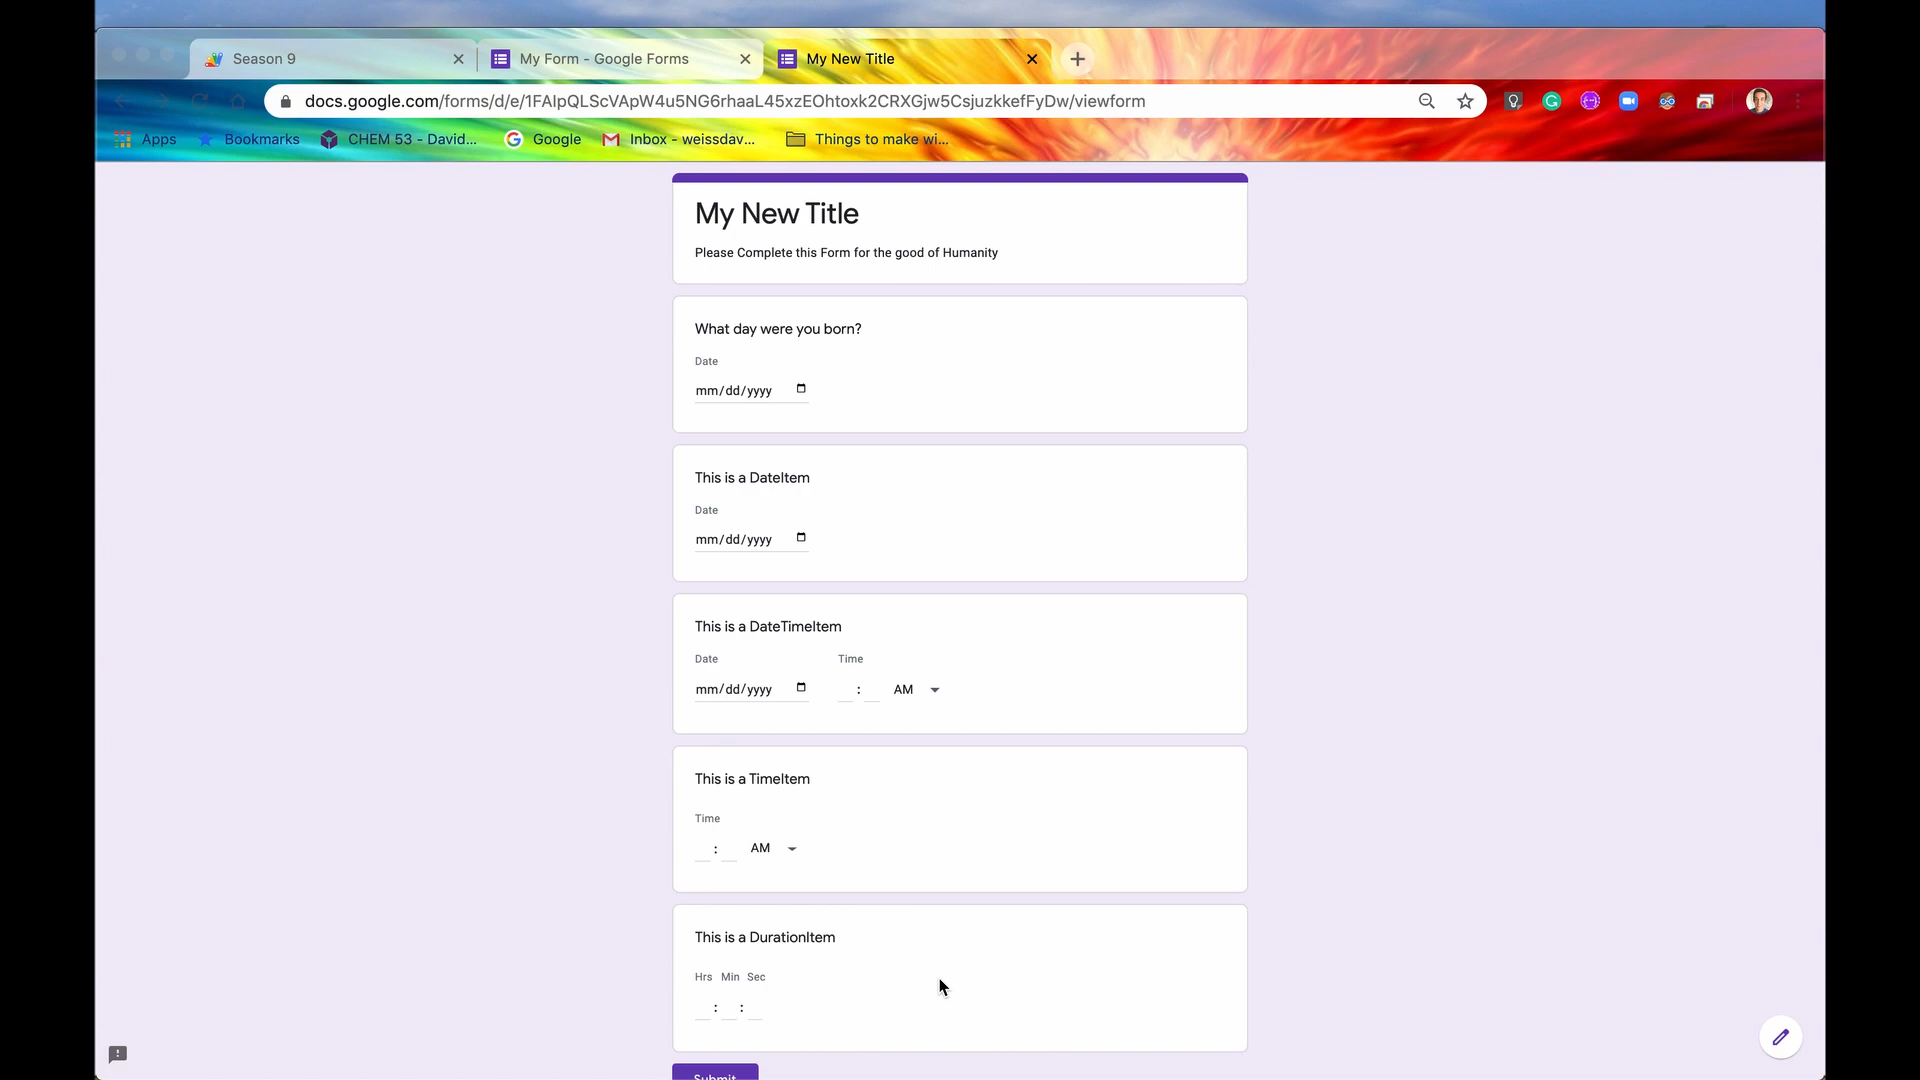 Season 9
My Form - Google Forms
My New Title
docs.google.com/forms/d/e/1FAIpQLScVApW4u5NG6rhaaL45xzEOhtoxk2CRXGjw5CsjuzkkefFyDw/viewform
Apps
Bookmarks
CHEM 53 - David...
Google
Inbox - weissdav...
Things to make wi...
My New Title
Please Complete this Form for the good of Humanity
What day were you born?
Date
mm/dd/yyyy
This is a DateItem
Date
mm/dd/yyyy
This is a DateTimeItem
Date Time
mm/dd/yyyy : AM
This is a TimeItem
Time
: AM
This is a DurationItem
Hrs Min Sec
: :
Submit